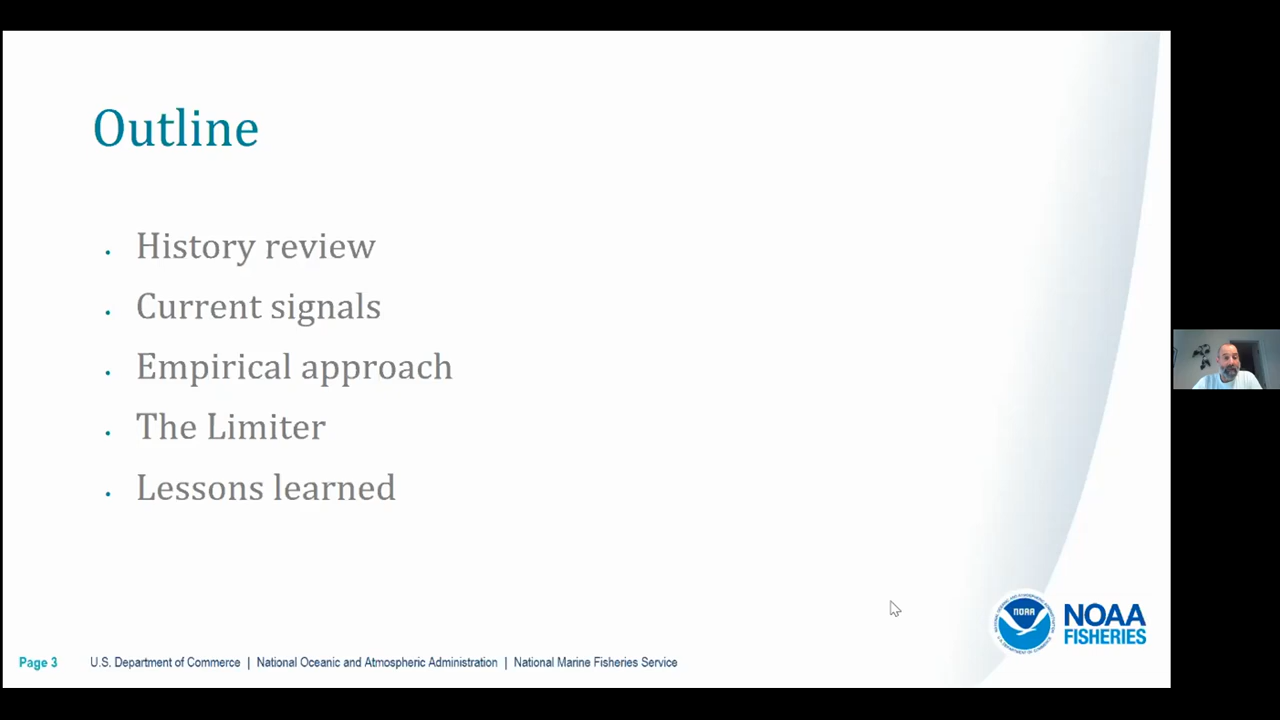 Outline
• History review
• Current signals
• Empirical approach
• The Limiter
• Lessons learned
NOAA
NOAA
FISHERIES
Page 3 U.S. Department of Commerce | National Oceanic and Atmospheric Administration | National Marine Fisheries Service